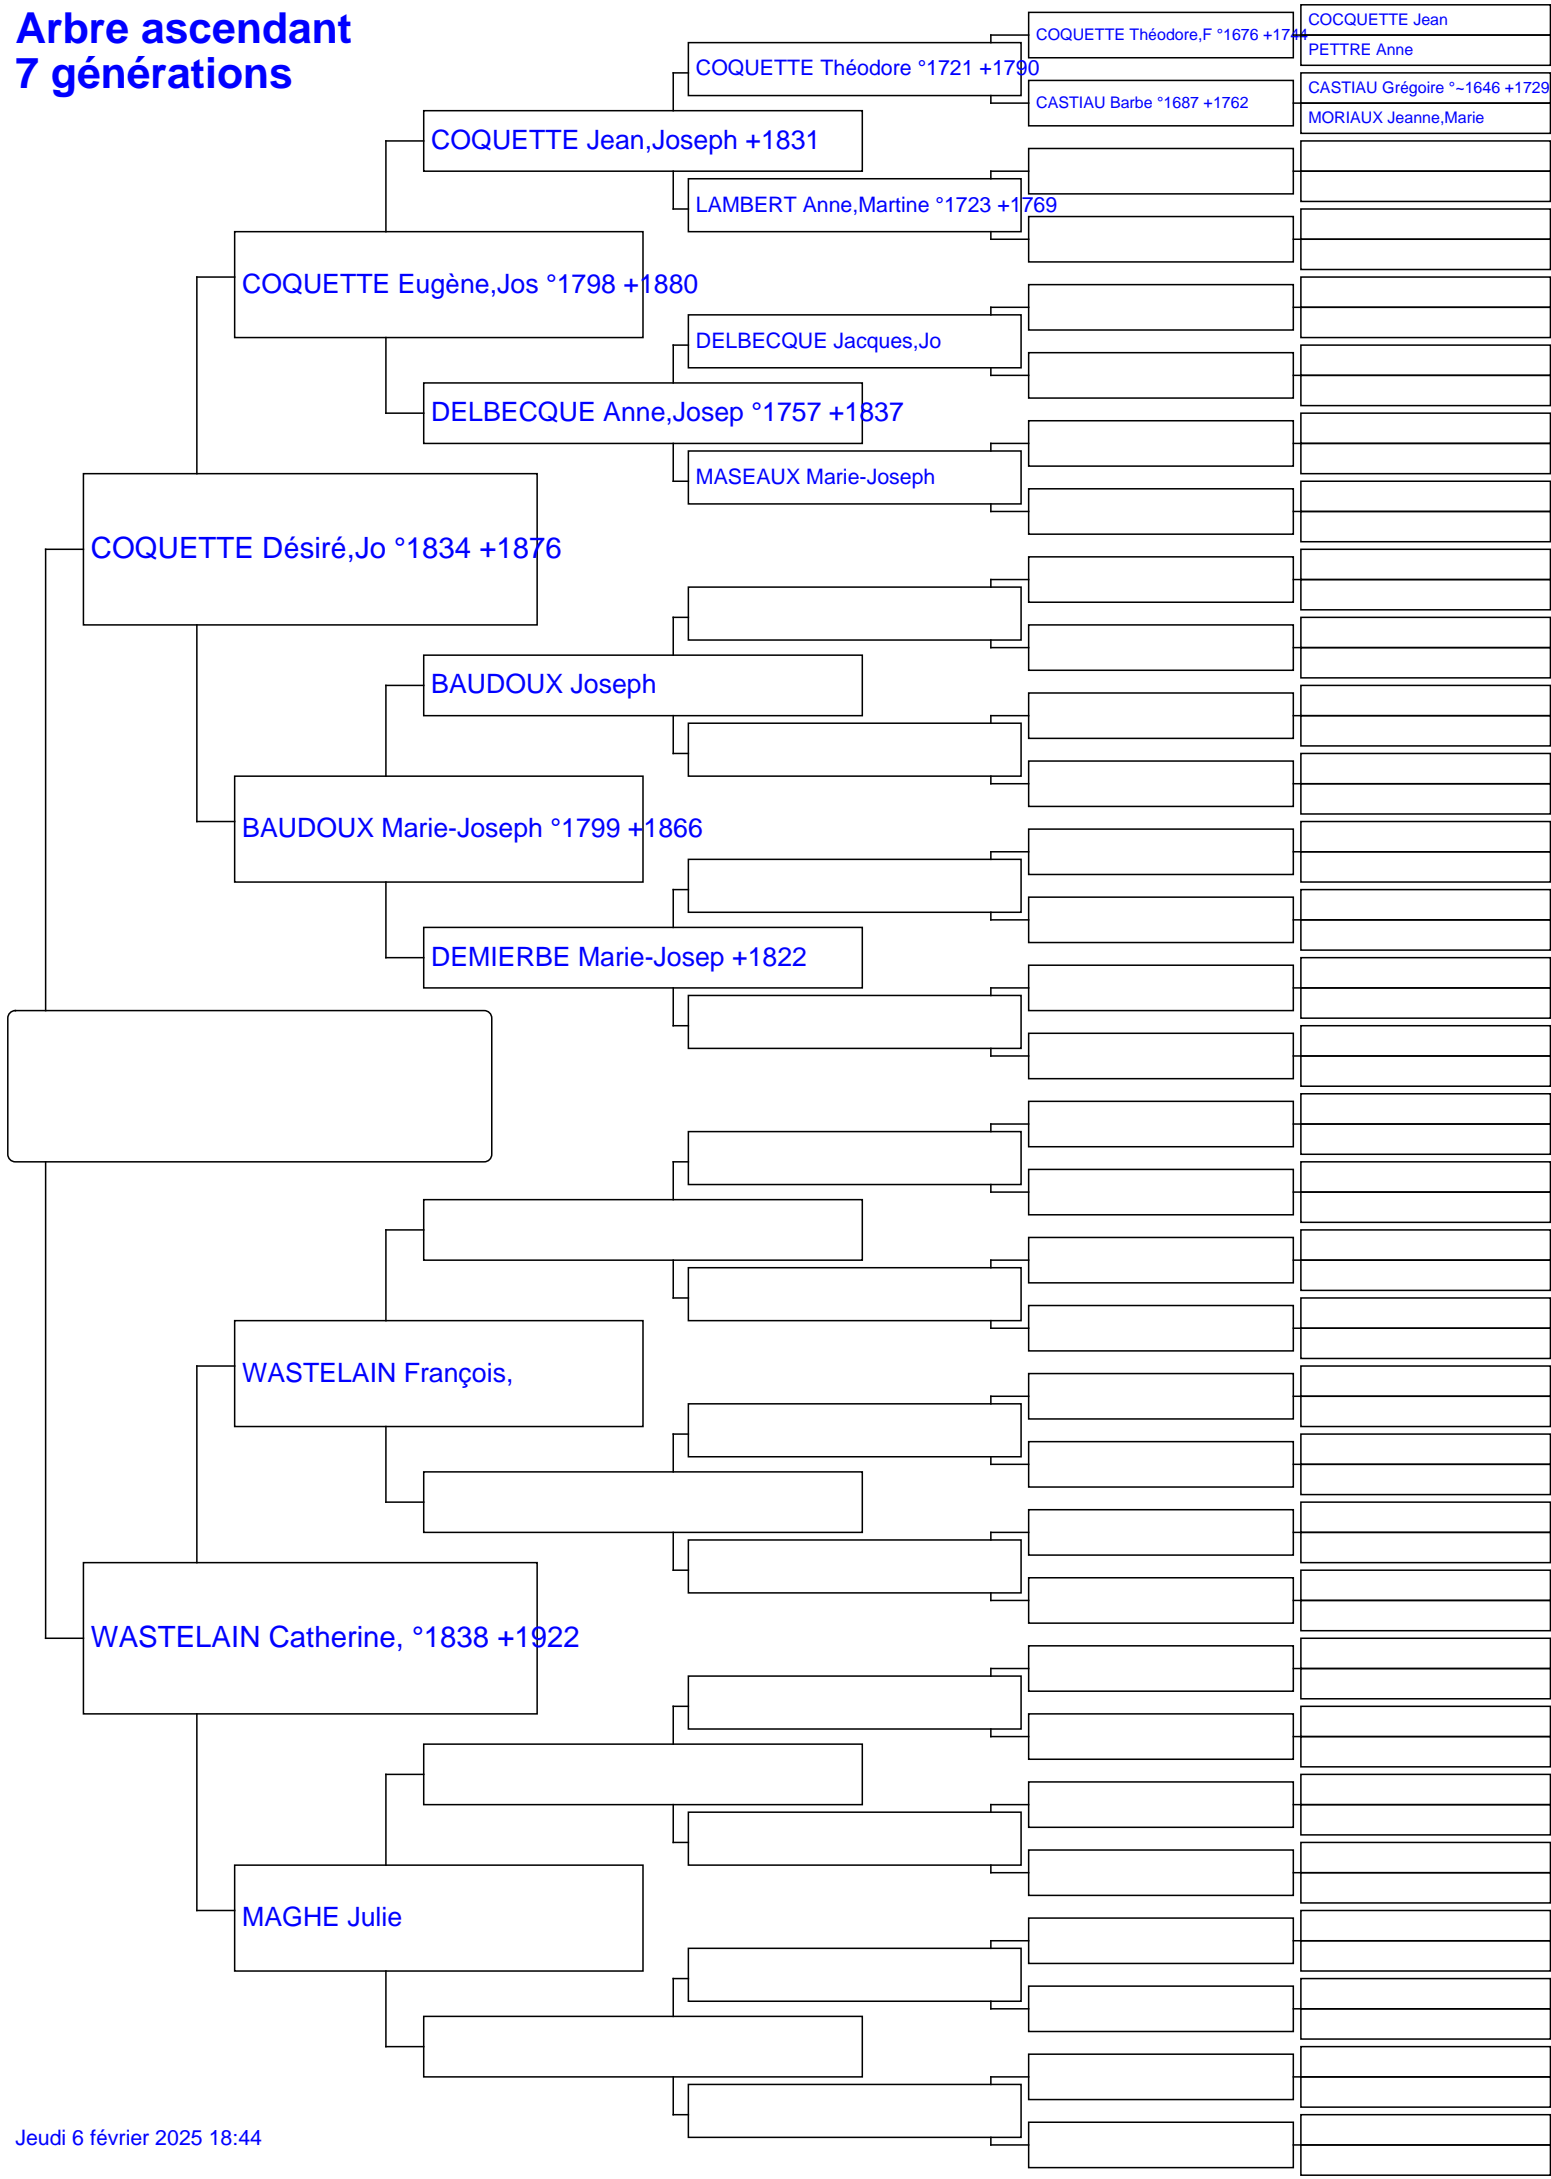 Arbre ascendant
7 générations
COCQUETTE Jean
COQUETTE Théodore,F °1676 +1744
PETTRE Anne
COQUETTE Théodore °1721 +1790
CASTIAU Grégoire °~1646 +1729
CASTIAU Barbe °1687 +1762
MORIAUX Jeanne,Marie
COQUETTE Jean,Joseph +1831
LAMBERT Anne,Martine °1723 +1769
COQUETTE Eugène,Jos °1798 +1880
DELBECQUE Jacques,Jo
DELBECQUE Anne,Josep °1757 +1837
MASEAUX Marie-Joseph
COQUETTE Désiré,Jo °1834 +1876
BAUDOUX Joseph
BAUDOUX Marie-Joseph °1799 +1866
DEMIERBE Marie-Josep +1822
WASTELAIN François,
WASTELAIN Catherine, °1838 +1922
MAGHE Julie
Jeudi 6 février 2025 18:44